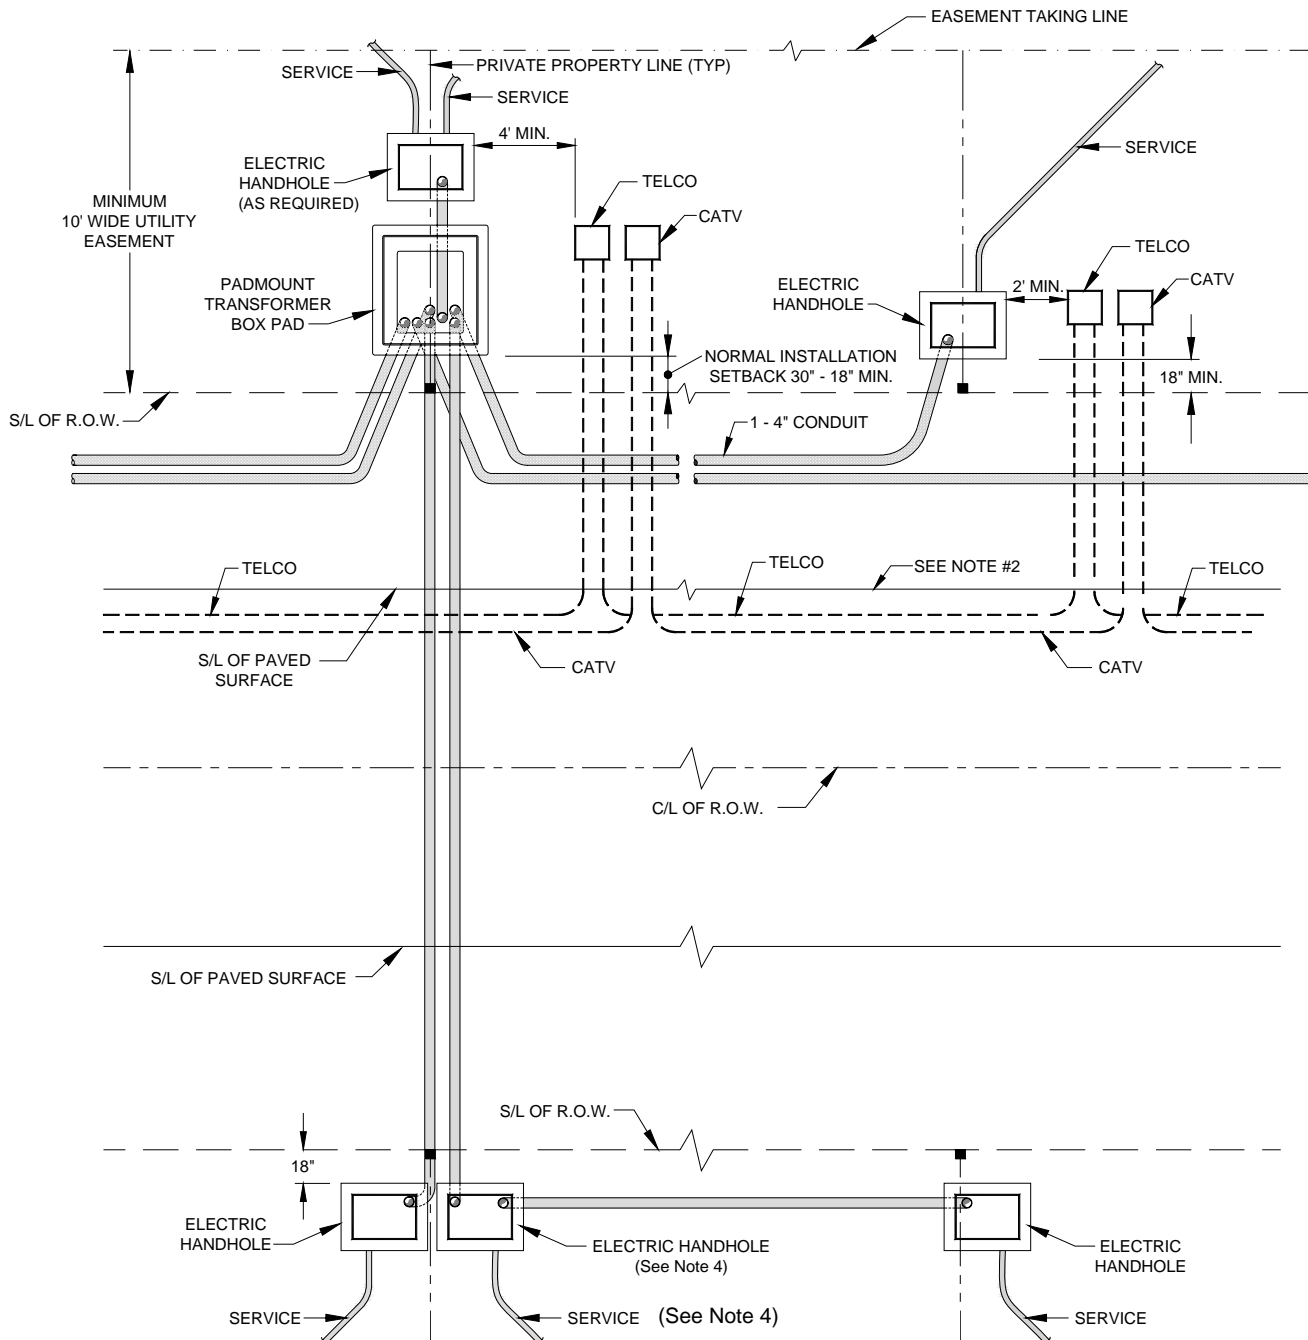 EASEMENT TAKING LINE
SERVICE
PRIVATE PROPERTY LINE (TYP)
SERVICE
4' MIN.
SERVICE
ELECTRIC
HANDHOLE
(AS REQUIRED)
TELCO
MINIMUM
10' WIDE UTILITY
EASEMENT
CATV
TELCO
PADMOUNT
TRANSFORMER
BOX PAD
ELECTRIC
HANDHOLE
2' MIN.
CATV
NORMAL INSTALLATION
SETBACK 30" - 18" MIN.
18" MIN.
S/L OF R.O.W.
1 - 4" CONDUIT
TELCO
TELCO
SEE NOTE #2
TELCO
S/L OF PAVED
SURFACE
CATV
CATV
C/L OF R.O.W.
S/L OF PAVED SURFACE
S/L OF R.O.W.
18"
ELECTRIC
HANDHOLE
ELECTRIC HANDHOLE
(See Note 4)
ELECTRIC
HANDHOLE
SERVICE
SERVICE
(See Note 4)
SERVICE